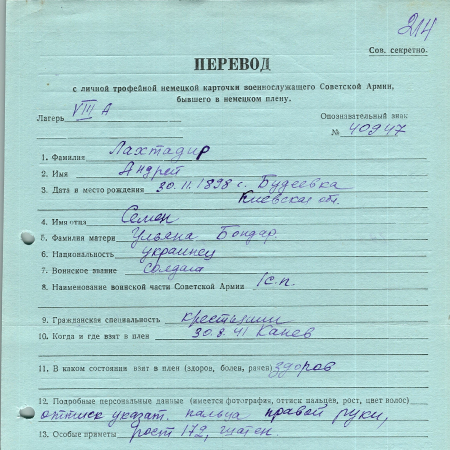 214
Сов. секретно.
ПЕРЕВОД
с личной трофейной немецкой карточки военнослужащего Советской Армии,
бывшего в немецком плену.
Лагерь VIII А
Опознавательный знак
№ 40947
1. Фамилия Лахтадир
2. Имя Андрей
3. Дата и место рождения 30.11.1898 с. Будеевка
Киевская обл.
4. Имя отца Семен
5. Фамилия матери Ульяна Бондар
6. Национальность украинец
7. Воинское звание солдат
8. Наименование воинской части Советской Армии 1с.п.
9. Гражданская специальность крестьянин
10. Когда и где взят в плен 30.8.41 Канев
11. В каком состоянии взят в плен (здоров, болен, ранен) здоров
12. Подробные персональные данные (имеется фотография, оттиск пальцев, рост, цвет волос)
оттиск указат. пальца правой руки,
13. Особые приметы рост 172,